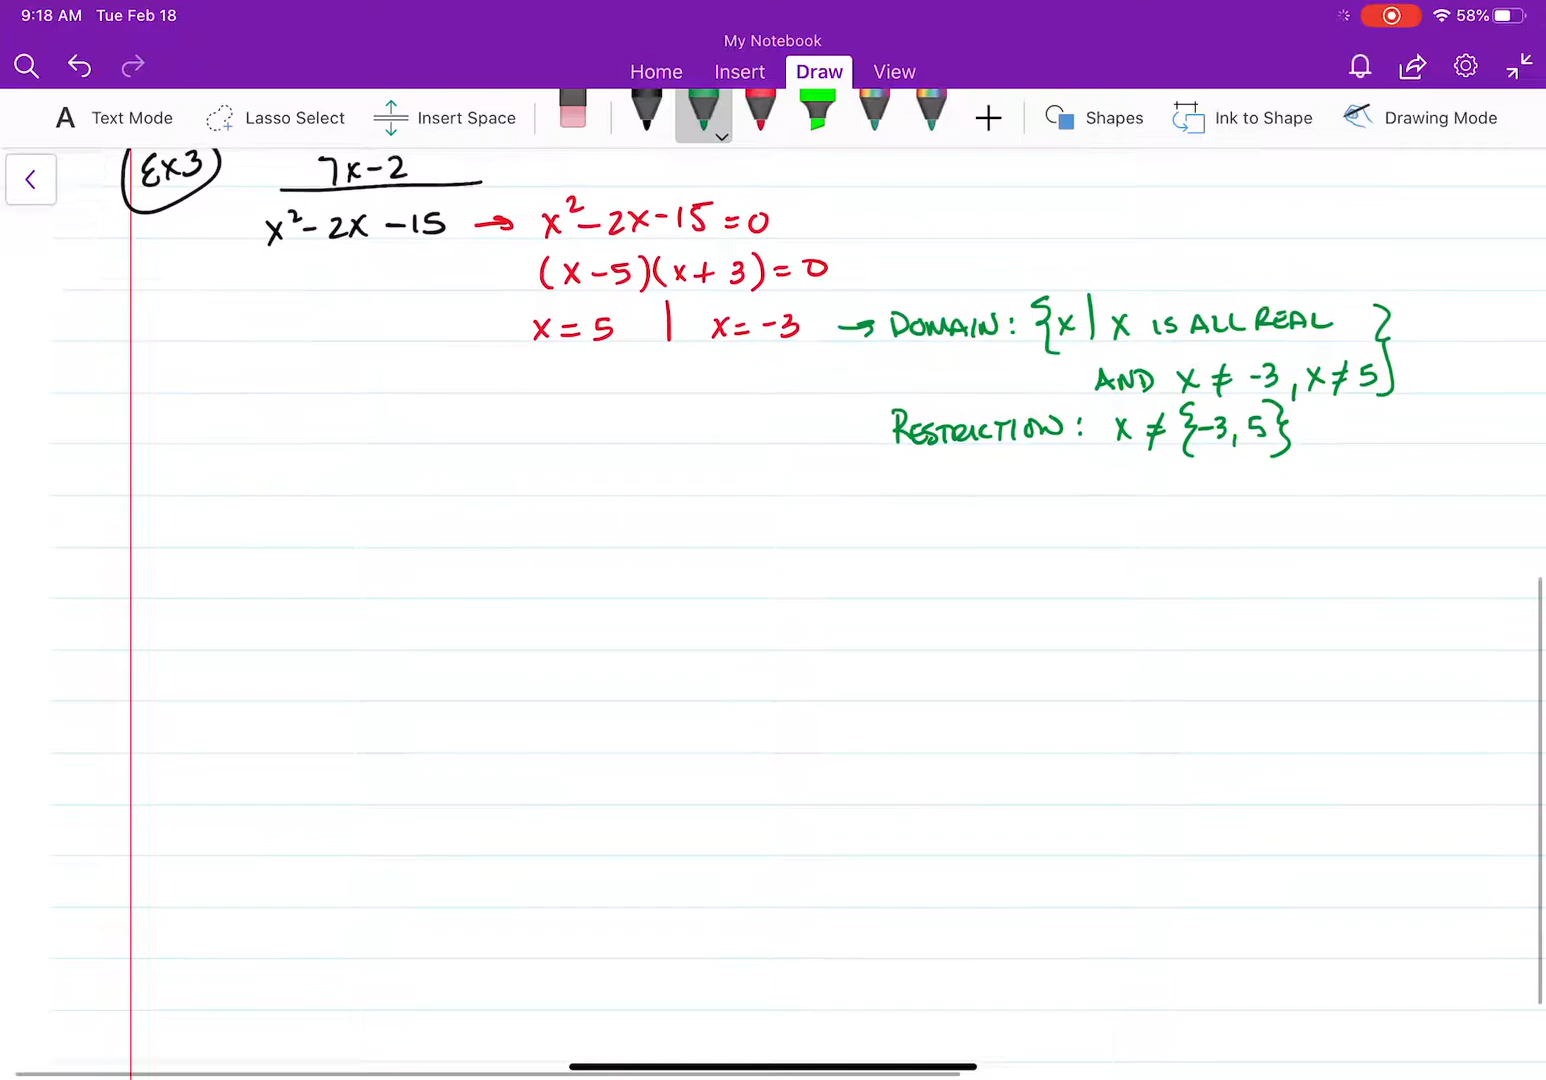 9:18 AM Tue Feb 18
58%
My Notebook
Home Insert Draw View
A Text Mode Lasso Select Insert Space Shapes Ink to Shape Drawing Mode
Ex3
7x-2
x²-2x-15 → x²-2x-15=0
(x-5)(x+3)=0
x=5 | x=-3 → DOMAIN: {x | x IS ALL REAL
AND x ≠ -3, x ≠ 5}
RESTRICTION: x ≠ {-3, 5}